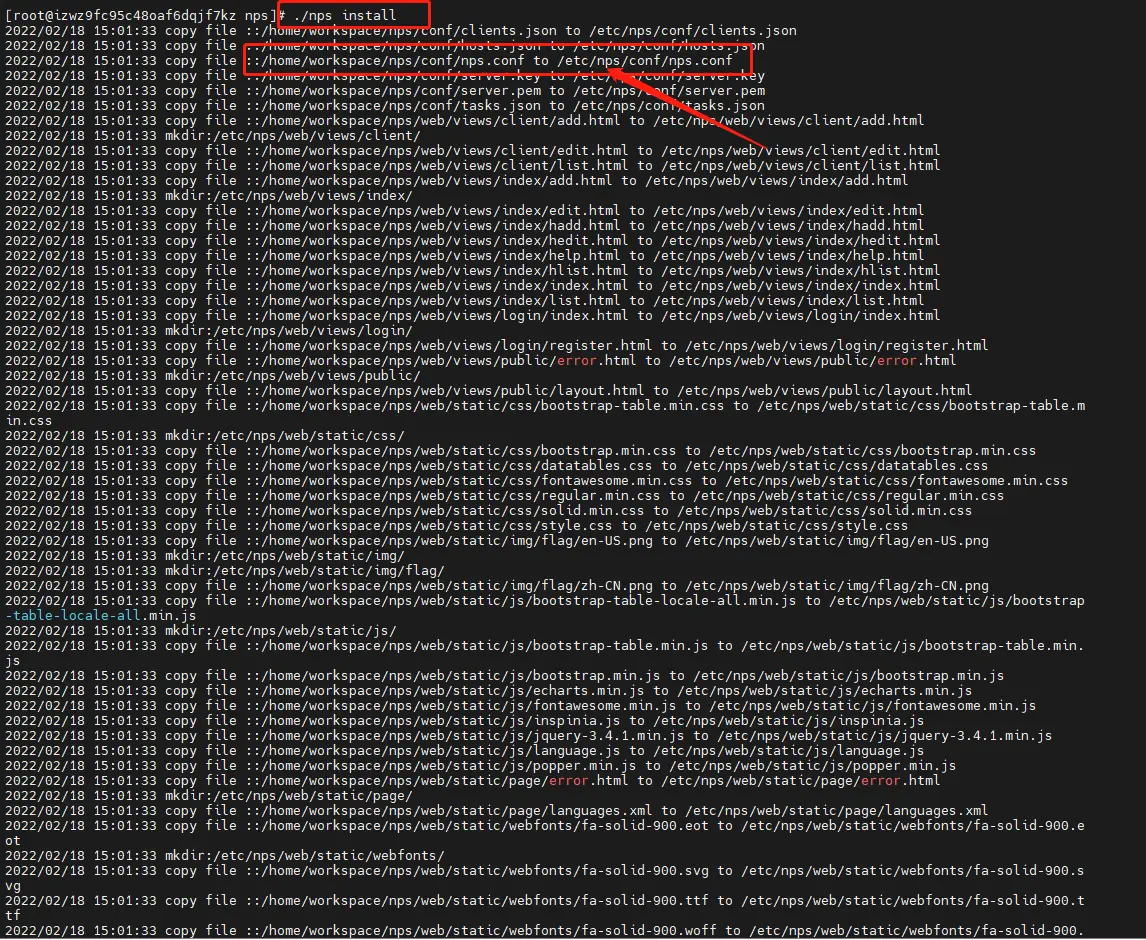 [root@izwz9fc95c48oaf6dqjf7kz nps]# ./nps install
2022/02/18 15:01:33 copy file ::/home/workspace/nps/conf/clients.json to /etc/nps/conf/clients.json
2022/02/18 15:01:33 copy file ::/home/workspace/nps/conf/hosts.json to /etc/nps/conf/hosts.json
2022/02/18 15:01:33 copy file ::/home/workspace/nps/conf/nps.conf to /etc/nps/conf/nps.conf
2022/02/18 15:01:33 copy file ::/home/workspace/nps/conf/server.key to /etc/nps/conf/server.key
2022/02/18 15:01:33 copy file ::/home/workspace/nps/conf/server.pem to /etc/nps/conf/server.pem
2022/02/18 15:01:33 copy file ::/home/workspace/nps/conf/tasks.json to /etc/nps/conf/tasks.json
2022/02/18 15:01:33 copy file ::/home/workspace/nps/web/views/client/add.html to /etc/nps/web/views/client/add.html
2022/02/18 15:01:33 mkdir:/etc/nps/web/views/client/
2022/02/18 15:01:33 copy file ::/home/workspace/nps/web/views/client/edit.html to /etc/nps/web/views/client/edit.html
2022/02/18 15:01:33 copy file ::/home/workspace/nps/web/views/client/list.html to /etc/nps/web/views/client/list.html
2022/02/18 15:01:33 copy file ::/home/workspace/nps/web/views/index/add.html to /etc/nps/web/views/index/add.html
2022/02/18 15:01:33 mkdir:/etc/nps/web/views/index/
2022/02/18 15:01:33 copy file ::/home/workspace/nps/web/views/index/edit.html to /etc/nps/web/views/index/edit.html
2022/02/18 15:01:33 copy file ::/home/workspace/nps/web/views/index/hadd.html to /etc/nps/web/views/index/hadd.html
2022/02/18 15:01:33 copy file ::/home/workspace/nps/web/views/index/hedit.html to /etc/nps/web/views/index/hedit.html
2022/02/18 15:01:33 copy file ::/home/workspace/nps/web/views/index/help.html to /etc/nps/web/views/index/help.html
2022/02/18 15:01:33 copy file ::/home/workspace/nps/web/views/index/hlist.html to /etc/nps/web/views/index/hlist.html
2022/02/18 15:01:33 copy file ::/home/workspace/nps/web/views/index/index.html to /etc/nps/web/views/index/index.html
2022/02/18 15:01:33 copy file ::/home/workspace/nps/web/views/index/list.html to /etc/nps/web/views/index/list.html
2022/02/18 15:01:33 copy file ::/home/workspace/nps/web/views/login/index.html to /etc/nps/web/views/login/index.html
2022/02/18 15:01:33 mkdir:/etc/nps/web/views/login/
2022/02/18 15:01:33 copy file ::/home/workspace/nps/web/views/login/register.html to /etc/nps/web/views/login/register.html
2022/02/18 15:01:33 copy file ::/home/workspace/nps/web/views/public/error.html to /etc/nps/web/views/public/error.html
2022/02/18 15:01:33 mkdir:/etc/nps/web/views/public/
2022/02/18 15:01:33 copy file ::/home/workspace/nps/web/views/public/layout.html to /etc/nps/web/views/public/layout.html
2022/02/18 15:01:33 copy file ::/home/workspace/nps/web/static/css/bootstrap-table.min.css to /etc/nps/web/static/css/bootstrap-table.m
in.css
2022/02/18 15:01:33 mkdir:/etc/nps/web/static/css/
2022/02/18 15:01:33 copy file ::/home/workspace/nps/web/static/css/bootstrap.min.css to /etc/nps/web/static/css/bootstrap.min.css
2022/02/18 15:01:33 copy file ::/home/workspace/nps/web/static/css/datatables.css to /etc/nps/web/static/css/datatables.css
2022/02/18 15:01:33 copy file ::/home/workspace/nps/web/static/css/fontawesome.min.css to /etc/nps/web/static/css/fontawesome.min.css
2022/02/18 15:01:33 copy file ::/home/workspace/nps/web/static/css/regular.min.css to /etc/nps/web/static/css/regular.min.css
2022/02/18 15:01:33 copy file ::/home/workspace/nps/web/static/css/solid.min.css to /etc/nps/web/static/css/solid.min.css
2022/02/18 15:01:33 copy file ::/home/workspace/nps/web/static/css/style.css to /etc/nps/web/static/css/style.css
2022/02/18 15:01:33 copy file ::/home/workspace/nps/web/static/img/flag/en-US.png to /etc/nps/web/static/img/flag/en-US.png
2022/02/18 15:01:33 mkdir:/etc/nps/web/static/img/
2022/02/18 15:01:33 mkdir:/etc/nps/web/static/img/flag/
2022/02/18 15:01:33 copy file ::/home/workspace/nps/web/static/img/flag/zh-CN.png to /etc/nps/web/static/img/flag/zh-CN.png
2022/02/18 15:01:33 copy file ::/home/workspace/nps/web/static/js/bootstrap-table-locale-all.min.js to /etc/nps/web/static/js/bootstrap
-table-locale-all.min.js
2022/02/18 15:01:33 mkdir:/etc/nps/web/static/js/
2022/02/18 15:01:33 copy file ::/home/workspace/nps/web/static/js/bootstrap-table.min.js to /etc/nps/web/static/js/bootstrap-table.min.
js
2022/02/18 15:01:33 copy file ::/home/workspace/nps/web/static/js/bootstrap.min.js to /etc/nps/web/static/js/bootstrap.min.js
2022/02/18 15:01:33 copy file ::/home/workspace/nps/web/static/js/echarts.min.js to /etc/nps/web/static/js/echarts.min.js
2022/02/18 15:01:33 copy file ::/home/workspace/nps/web/static/js/fontawesome.min.js to /etc/nps/web/static/js/fontawesome.min.js
2022/02/18 15:01:33 copy file ::/home/workspace/nps/web/static/js/inspinia.js to /etc/nps/web/static/js/inspinia.js
2022/02/18 15:01:33 copy file ::/home/workspace/nps/web/static/js/jquery-3.4.1.min.js to /etc/nps/web/static/js/jquery-3.4.1.min.js
2022/02/18 15:01:33 copy file ::/home/workspace/nps/web/static/js/language.js to /etc/nps/web/static/js/language.js
2022/02/18 15:01:33 copy file ::/home/workspace/nps/web/static/js/popper.min.js to /etc/nps/web/static/js/popper.min.js
2022/02/18 15:01:33 copy file ::/home/workspace/nps/web/static/page/error.html to /etc/nps/web/static/page/error.html
2022/02/18 15:01:33 mkdir:/etc/nps/web/static/page/
2022/02/18 15:01:33 copy file ::/home/workspace/nps/web/static/page/languages.xml to /etc/nps/web/static/page/languages.xml
2022/02/18 15:01:33 copy file ::/home/workspace/nps/web/static/webfonts/fa-solid-900.eot to /etc/nps/web/static/webfonts/fa-solid-900.e
ot
2022/02/18 15:01:33 mkdir:/etc/nps/web/static/webfonts/
2022/02/18 15:01:33 copy file ::/home/workspace/nps/web/static/webfonts/fa-solid-900.svg to /etc/nps/web/static/webfonts/fa-solid-900.s
vg
2022/02/18 15:01:33 copy file ::/home/workspace/nps/web/static/webfonts/fa-solid-900.ttf to /etc/nps/web/static/webfonts/fa-solid-900.t
tf
2022/02/18 15:01:33 copy file ::/home/workspace/nps/web/static/webfonts/fa-solid-900.woff to /etc/nps/web/static/webfonts/fa-solid-900.